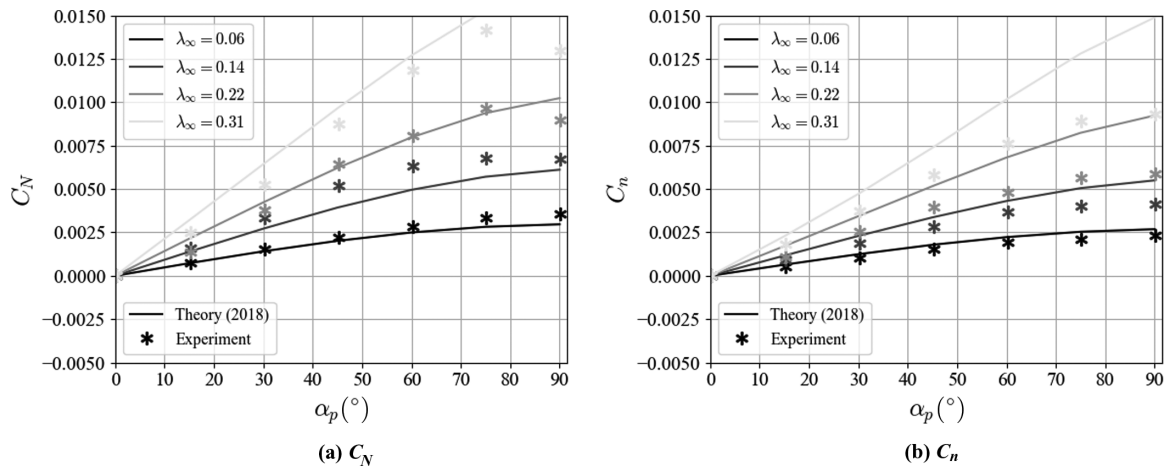 0.0150
0.0125
0.0100
0.0075
0.0050
0.0025
0.0000
−0.0025
−0.0050
C_N
λ∞ = 0.06
λ∞ = 0.14
λ∞ = 0.22
λ∞ = 0.31
Theory (2018)
Experiment
0 10 20 30 40 50 60 70 80 90
α_p(°)
(a) C_N
0.0150
0.0125
0.0100
0.0075
0.0050
0.0025
0.0000
−0.0025
−0.0050
C_n
λ∞ = 0.06
λ∞ = 0.14
λ∞ = 0.22
λ∞ = 0.31
Theory (2018)
Experiment
0 10 20 30 40 50 60 70 80 90
α_p(°)
(b) C_n